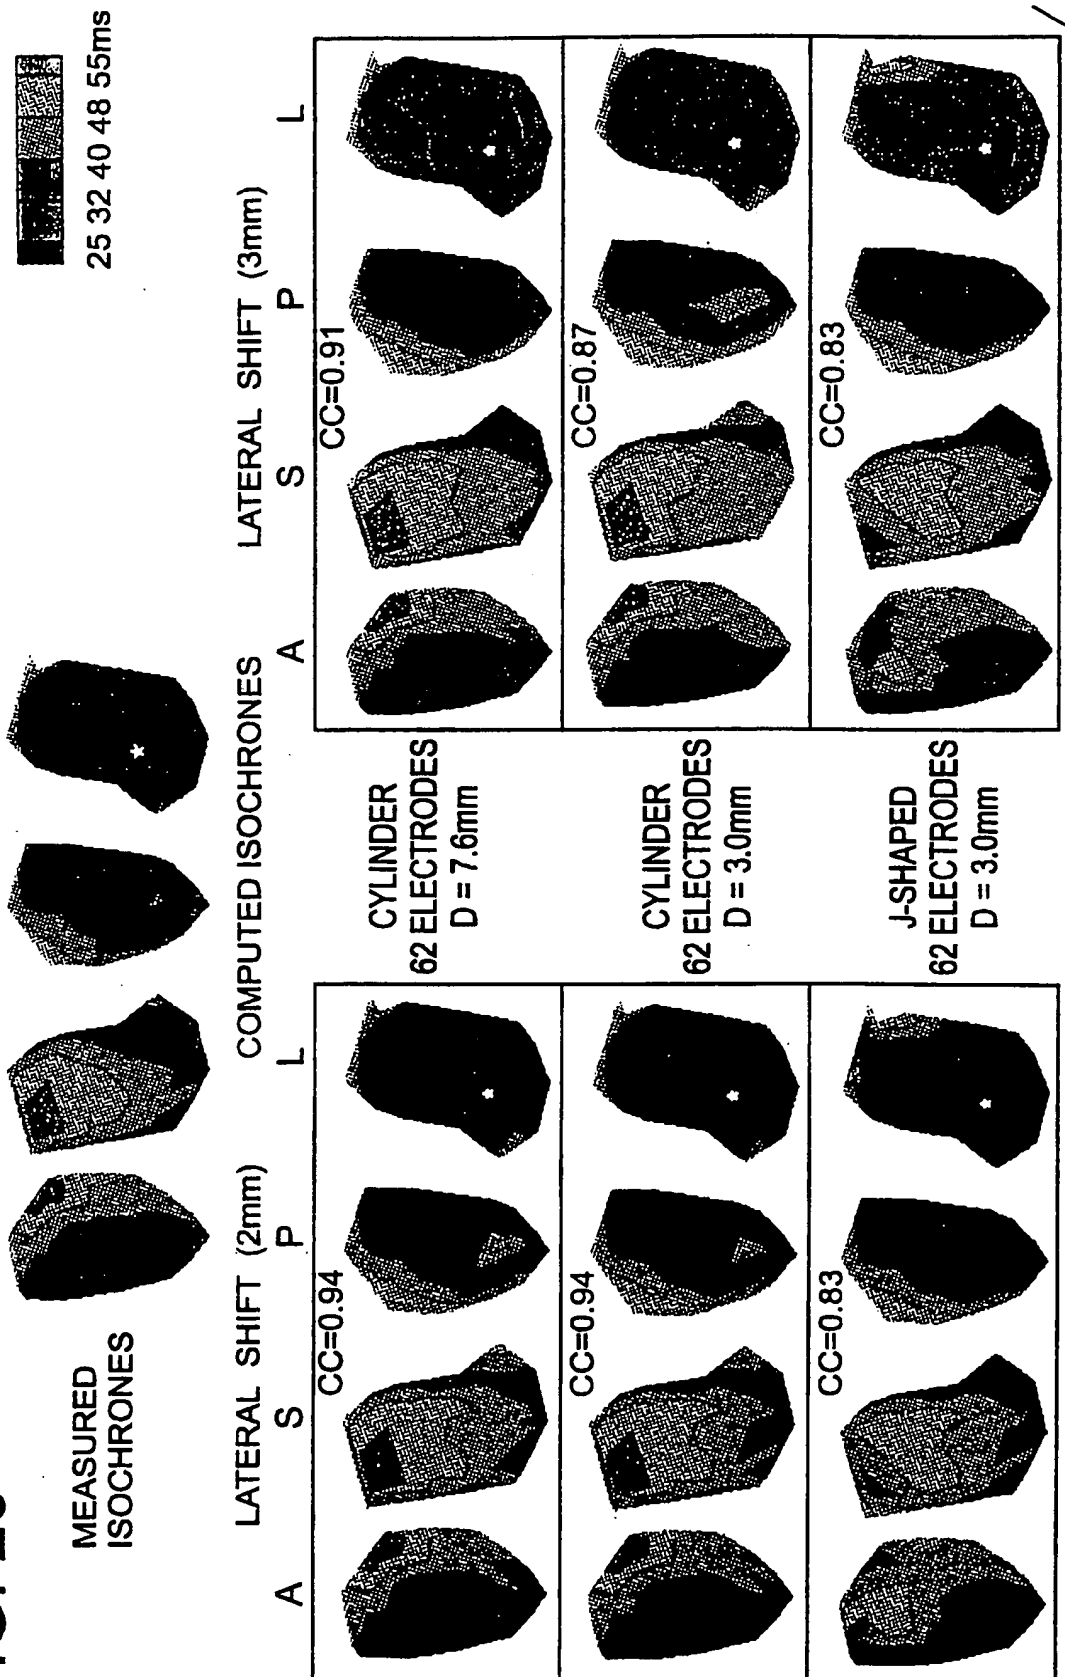 MEASURED
ISOCHRONES
25 32 40 48 55ms
COMPUTED ISOCHRONES
LATERAL SHIFT (2mm)
LATERAL SHIFT (3mm)
A S P L
A S P L
CC=0.94
CYLINDER
62 ELECTRODES
D = 7.6mm
CC=0.91
CC=0.94
CYLINDER
62 ELECTRODES
D = 3.0mm
CC=0.87
CC=0.83
J-SHAPED
62 ELECTRODES
D = 3.0mm
CC=0.83